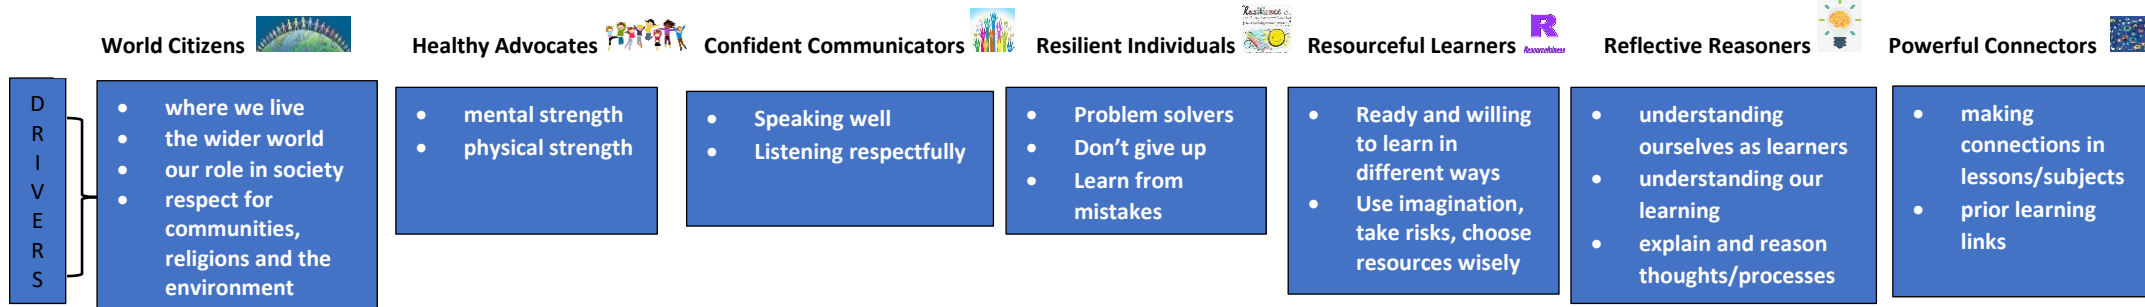 World Citizens
Healthy Advocates
Confident Communicators
Resilient Individuals
Resourceful Learners
Reflective Reasoners
Powerful Connectors
Resilience
R
Resourcefulness
D
R
I
V
E
R
S
• where we live
• the wider world
• our role in society
• respect for
communities,
religions and the
environment
• mental strength
• physical strength
• Speaking well
• Listening respectfully
• Problem solvers
• Don’t give up
• Learn from
mistakes
• Ready and willing
to learn in
different ways
• Use imagination,
take risks, choose
resources wisely
• understanding
ourselves as learners
• understanding our
learning
• explain and reason
thoughts/processes
• making
connections in
lessons/subjects
• prior learning
links